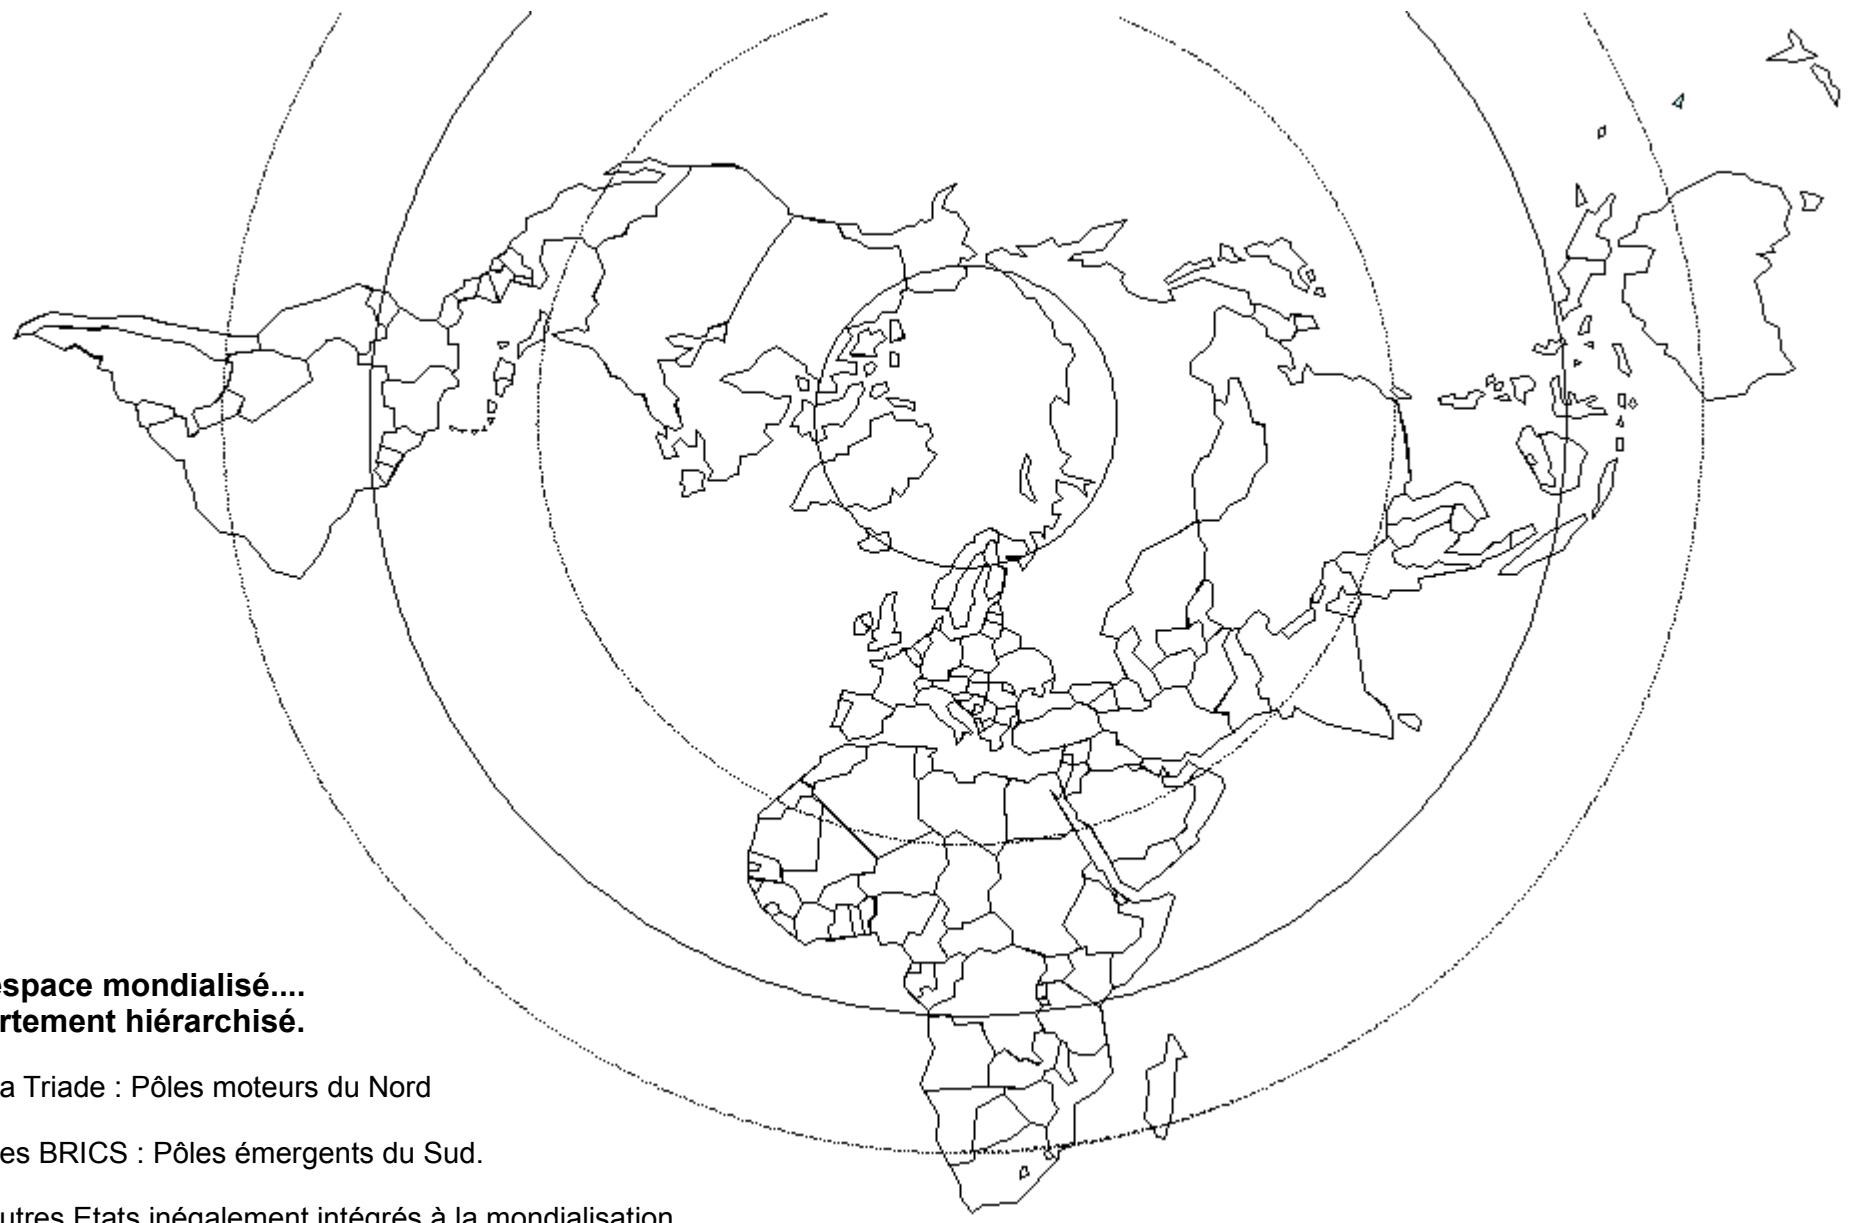 espace mondialisé....
rtement hiérarchisé.
a Triade : Pôles moteurs du Nord
es BRICS : Pôles émergents du Sud.
utres Etats inégalement intégrés à la mondialisation